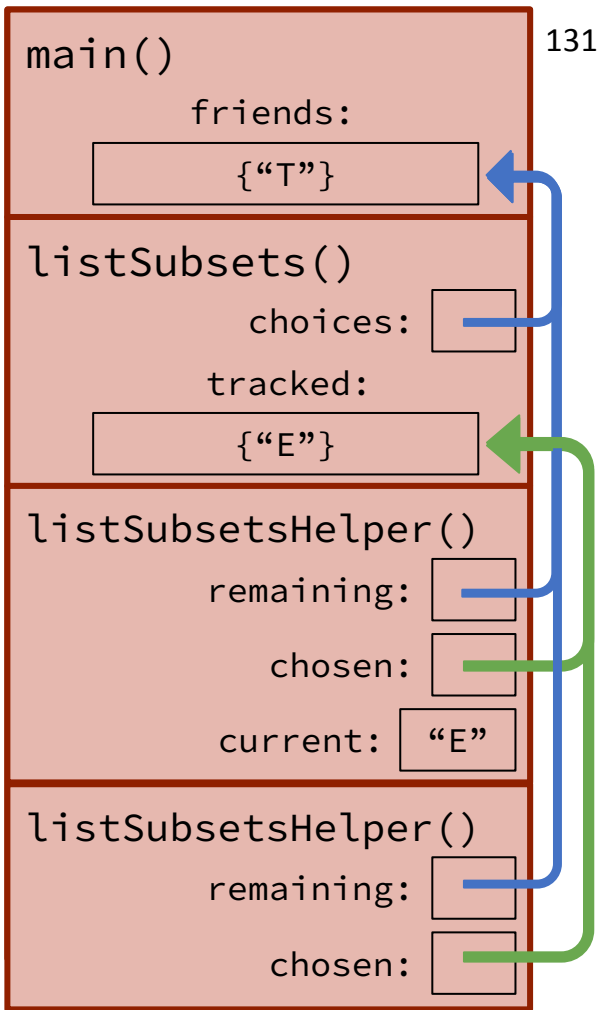 131
main()
friends:
{“T”}
listSubsets()
choices:
tracked:
{“E”}
listSubsetsHelper()
remaining:
chosen:
current: “E”
listSubsetsHelper()
remaining:
chosen: